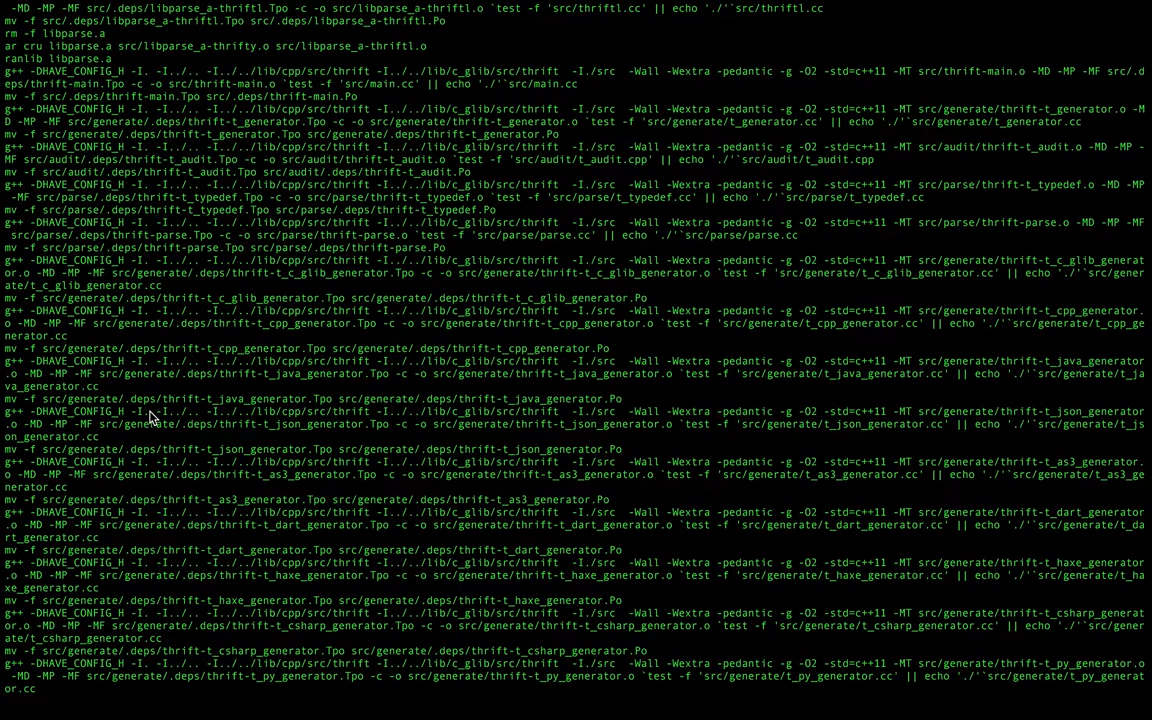 -MD -MP -MF src/.deps/libparse_a-thriftl.Tpo -c -o src/libparse_a-thriftl.o `test -f 'src/thriftl.cc' || echo './'`src/thriftl.cc
mv -f src/.deps/libparse_a-thriftl.Tpo src/.deps/libparse_a-thriftl.Po
rm -f libparse.a
ar cru libparse.a src/libparse_a-thrifty.o src/libparse_a-thriftl.o
ranlib libparse.a
g++ -DHAVE_CONFIG_H -I. -I../.. -I../../lib/cpp/src/thrift -I../../lib/c_glib/src/thrift  -I./src  -Wall -Wextra -pedantic -g -O2 -std=c++11 -MT src/thrift-main.o -MD -MP -MF src/.d
eps/thrift-main.Tpo -c -o src/thrift-main.o `test -f 'src/main.cc' || echo './'`src/main.cc
mv -f src/.deps/thrift-main.Tpo src/.deps/thrift-main.Po
g++ -DHAVE_CONFIG_H -I. -I../.. -I../../lib/cpp/src/thrift -I../../lib/c_glib/src/thrift  -I./src  -Wall -Wextra -pedantic -g -O2 -std=c++11 -MT src/generate/thrift-t_generator.o -M
D -MP -MF src/generate/.deps/thrift-t_generator.Tpo -c -o src/generate/thrift-t_generator.o `test -f 'src/generate/t_generator.cc' || echo './'`src/generate/t_generator.cc
mv -f src/generate/.deps/thrift-t_generator.Tpo src/generate/.deps/thrift-t_generator.Po
g++ -DHAVE_CONFIG_H -I. -I../.. -I../../lib/cpp/src/thrift -I../../lib/c_glib/src/thrift  -I./src  -Wall -Wextra -pedantic -g -O2 -std=c++11 -MT src/audit/thrift-t_audit.o -MD -MP -
MF src/audit/.deps/thrift-t_audit.Tpo -c -o src/audit/thrift-t_audit.o `test -f 'src/audit/t_audit.cpp' || echo './'`src/audit/t_audit.cpp
mv -f src/audit/.deps/thrift-t_audit.Tpo src/audit/.deps/thrift-t_audit.Po
g++ -DHAVE_CONFIG_H -I. -I../.. -I../../lib/cpp/src/thrift -I../../lib/c_glib/src/thrift  -I./src  -Wall -Wextra -pedantic -g -O2 -std=c++11 -MT src/parse/thrift-t_typedef.o -MD -MP
 -MF src/parse/.deps/thrift-t_typedef.Tpo -c -o src/parse/thrift-t_typedef.o `test -f 'src/parse/t_typedef.cc' || echo './'`src/parse/t_typedef.cc
mv -f src/parse/.deps/thrift-t_typedef.Tpo src/parse/.deps/thrift-t_typedef.Po
g++ -DHAVE_CONFIG_H -I. -I../.. -I../../lib/cpp/src/thrift -I../../lib/c_glib/src/thrift  -I./src  -Wall -Wextra -pedantic -g -O2 -std=c++11 -MT src/parse/thrift-parse.o -MD -MP -MF
 src/parse/.deps/thrift-parse.Tpo -c -o src/parse/thrift-parse.o `test -f 'src/parse/parse.cc' || echo './'`src/parse/parse.cc
mv -f src/parse/.deps/thrift-parse.Tpo src/parse/.deps/thrift-parse.Po
g++ -DHAVE_CONFIG_H -I. -I../.. -I../../lib/cpp/src/thrift -I../../lib/c_glib/src/thrift  -I./src  -Wall -Wextra -pedantic -g -O2 -std=c++11 -MT src/generate/thrift-t_c_glib_generat
or.o -MD -MP -MF src/generate/.deps/thrift-t_c_glib_generator.Tpo -c -o src/generate/thrift-t_c_glib_generator.o `test -f 'src/generate/t_c_glib_generator.cc' || echo './'`src/gener
ate/t_c_glib_generator.cc
mv -f src/generate/.deps/thrift-t_c_glib_generator.Tpo src/generate/.deps/thrift-t_c_glib_generator.Po
g++ -DHAVE_CONFIG_H -I. -I../.. -I../../lib/cpp/src/thrift -I../../lib/c_glib/src/thrift  -I./src  -Wall -Wextra -pedantic -g -O2 -std=c++11 -MT src/generate/thrift-t_cpp_generator.
o -MD -MP -MF src/generate/.deps/thrift-t_cpp_generator.Tpo -c -o src/generate/thrift-t_cpp_generator.o `test -f 'src/generate/t_cpp_generator.cc' || echo './'`src/generate/t_cpp_ge
nerator.cc
mv -f src/generate/.deps/thrift-t_cpp_generator.Tpo src/generate/.deps/thrift-t_cpp_generator.Po
g++ -DHAVE_CONFIG_H -I. -I../.. -I../../lib/cpp/src/thrift -I../../lib/c_glib/src/thrift  -I./src  -Wall -Wextra -pedantic -g -O2 -std=c++11 -MT src/generate/thrift-t_java_generator
.o -MD -MP -MF src/generate/.deps/thrift-t_java_generator.Tpo -c -o src/generate/thrift-t_java_generator.o `test -f 'src/generate/t_java_generator.cc' || echo './'`src/generate/t_ja
va_generator.cc
mv -f src/generate/.deps/thrift-t_java_generator.Tpo src/generate/.deps/thrift-t_java_generator.Po
g++ -DHAVE_CONFIG_H -I. -I../.. -I../../lib/cpp/src/thrift -I../../lib/c_glib/src/thrift  -I./src  -Wall -Wextra -pedantic -g -O2 -std=c++11 -MT src/generate/thrift-t_json_generator
.o -MD -MP -MF src/generate/.deps/thrift-t_json_generator.Tpo -c -o src/generate/thrift-t_json_generator.o `test -f 'src/generate/t_json_generator.cc' || echo './'`src/generate/t_js
on_generator.cc
mv -f src/generate/.deps/thrift-t_json_generator.Tpo src/generate/.deps/thrift-t_json_generator.Po
g++ -DHAVE_CONFIG_H -I. -I../.. -I../../lib/cpp/src/thrift -I../../lib/c_glib/src/thrift  -I./src  -Wall -Wextra -pedantic -g -O2 -std=c++11 -MT src/generate/thrift-t_as3_generator.
o -MD -MP -MF src/generate/.deps/thrift-t_as3_generator.Tpo -c -o src/generate/thrift-t_as3_generator.o `test -f 'src/generate/t_as3_generator.cc' || echo './'`src/generate/t_as3_ge
nerator.cc
mv -f src/generate/.deps/thrift-t_as3_generator.Tpo src/generate/.deps/thrift-t_as3_generator.Po
g++ -DHAVE_CONFIG_H -I. -I../.. -I../../lib/cpp/src/thrift -I../../lib/c_glib/src/thrift  -I./src  -Wall -Wextra -pedantic -g -O2 -std=c++11 -MT src/generate/thrift-t_dart_generator
.o -MD -MP -MF src/generate/.deps/thrift-t_dart_generator.Tpo -c -o src/generate/thrift-t_dart_generator.o `test -f 'src/generate/t_dart_generator.cc' || echo './'`src/generate/t_da
rt_generator.cc
mv -f src/generate/.deps/thrift-t_dart_generator.Tpo src/generate/.deps/thrift-t_dart_generator.Po
g++ -DHAVE_CONFIG_H -I. -I../.. -I../../lib/cpp/src/thrift -I../../lib/c_glib/src/thrift  -I./src  -Wall -Wextra -pedantic -g -O2 -std=c++11 -MT src/generate/thrift-t_haxe_generator
.o -MD -MP -MF src/generate/.deps/thrift-t_haxe_generator.Tpo -c -o src/generate/thrift-t_haxe_generator.o `test -f 'src/generate/t_haxe_generator.cc' || echo './'`src/generate/t_ha
xe_generator.cc
mv -f src/generate/.deps/thrift-t_haxe_generator.Tpo src/generate/.deps/thrift-t_haxe_generator.Po
g++ -DHAVE_CONFIG_H -I. -I../.. -I../../lib/cpp/src/thrift -I../../lib/c_glib/src/thrift  -I./src  -Wall -Wextra -pedantic -g -O2 -std=c++11 -MT src/generate/thrift-t_csharp_generat
or.o -MD -MP -MF src/generate/.deps/thrift-t_csharp_generator.Tpo -c -o src/generate/thrift-t_csharp_generator.o `test -f 'src/generate/t_csharp_generator.cc' || echo './'`src/gener
ate/t_csharp_generator.cc
mv -f src/generate/.deps/thrift-t_csharp_generator.Tpo src/generate/.deps/thrift-t_csharp_generator.Po
g++ -DHAVE_CONFIG_H -I. -I../.. -I../../lib/cpp/src/thrift -I../../lib/c_glib/src/thrift  -I./src  -Wall -Wextra -pedantic -g -O2 -std=c++11 -MT src/generate/thrift-t_py_generator.o
 -MD -MP -MF src/generate/.deps/thrift-t_py_generator.Tpo -c -o src/generate/thrift-t_py_generator.o `test -f 'src/generate/t_py_generator.cc' || echo './'`src/generate/t_py_generat
or.cc